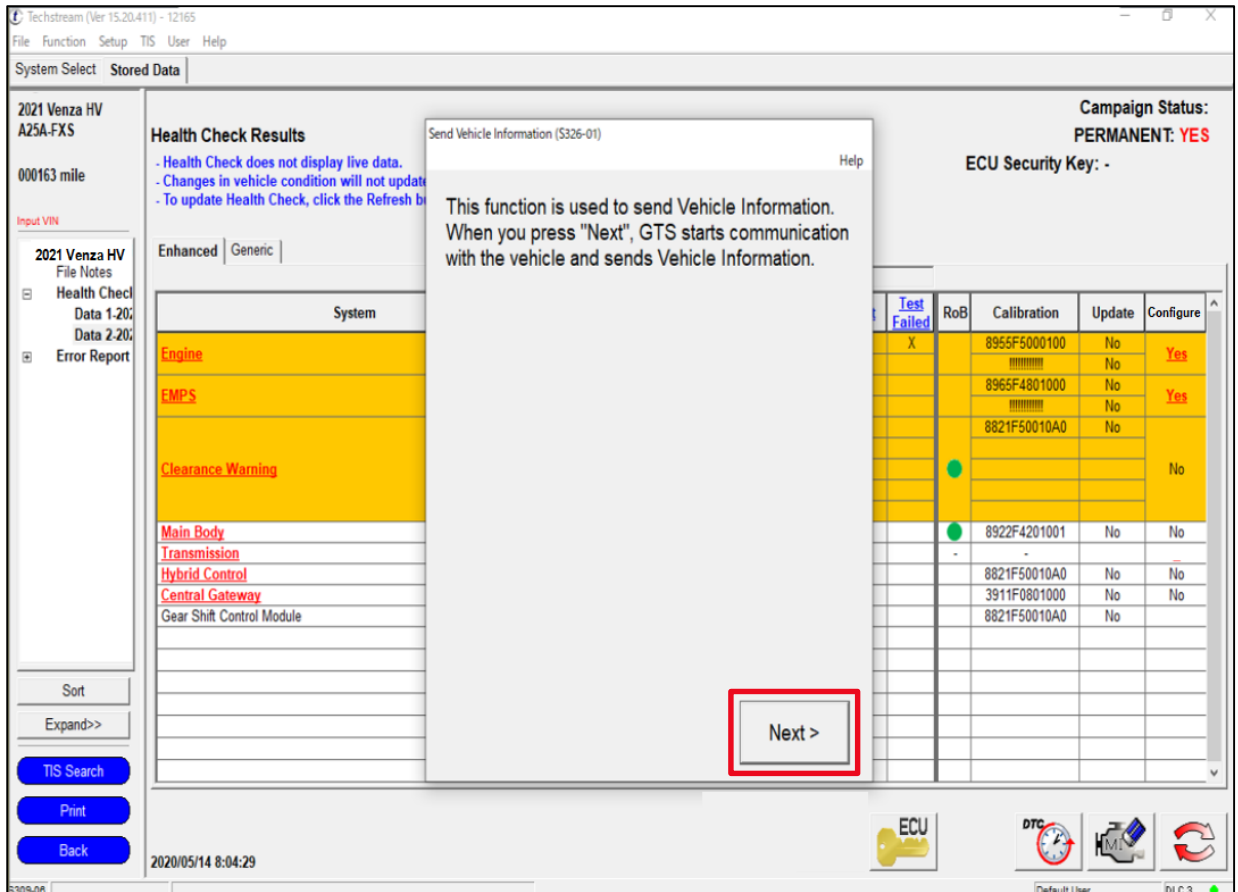 Techstream (Ver 15.20.411) - 12165
File Function Setup TIS User Help
System Select Stored Data
2021 Venza HV
A25A-FXS
000163 mile
Input VIN
2021 Venza HV
File Notes
Health Check
Data 1-202
Data 2-202
Error Report
Sort
Expand>>
TIS Search
Print
Back
Health Check Results
- Health Check does not display live data.
- Changes in vehicle condition will not update
- To update Health Check, click the Refresh b
Campaign Status:
PERMANENT: YES
ECU Security Key: -
Enhanced Generic
Send Vehicle Information (S326-01)
Help
This function is used to send Vehicle Information.
When you press "Next", GTS starts communication
with the vehicle and sends Vehicle Information.
Next >
System Test Failed RoB Calibration Update Configure
Engine X 8955F5000100 No Yes
!!!!!!!!!!!! No
EMPS 8965F4801000 No Yes
!!!!!!!!!!!! No
Clearance Warning 8821F50010A0 No No
Main Body 8922F4201001 No No
Transmission - - _
Hybrid Control 8821F50010A0 No No
Central Gateway 3911F0801000 No No
Gear Shift Control Module 8821F50010A0 No
ECU
DTC
MIL
2020/05/14 8:04:29
S309-06
Default User
DLC 3